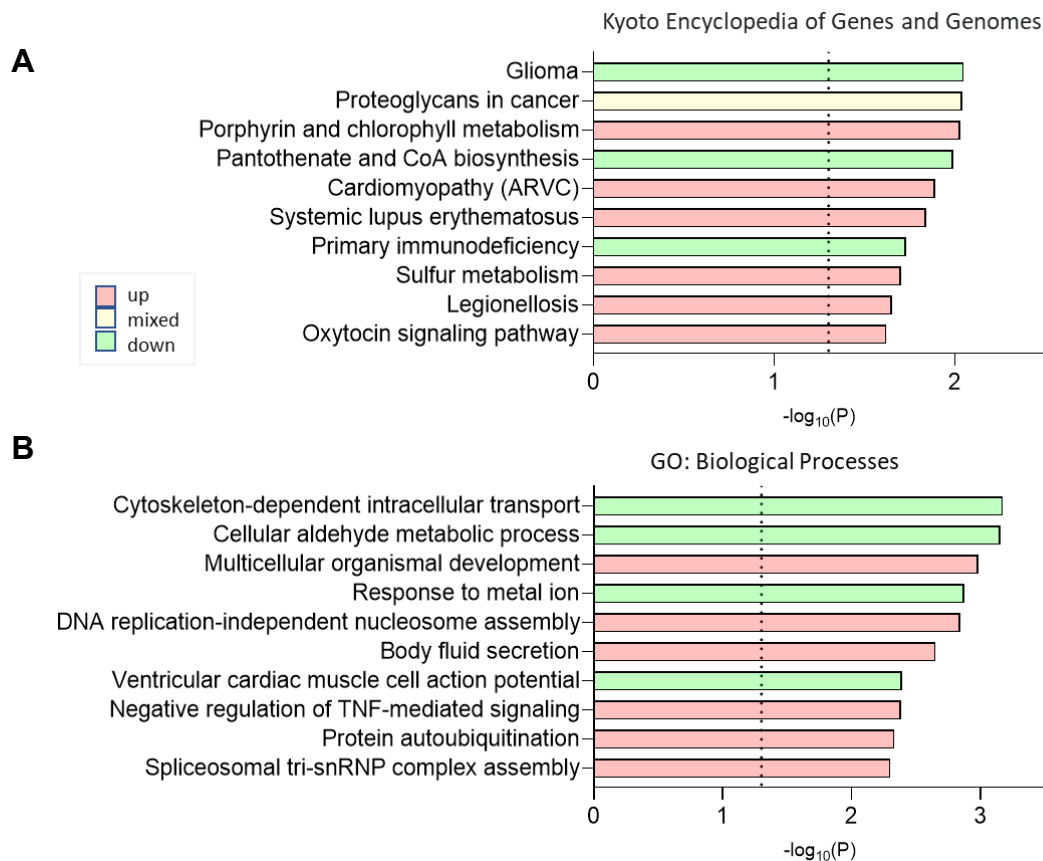 Kyoto Encyclopedia of Genes and Genomes
A
Glioma
Proteoglycans in cancer
Porphyrin and chlorophyll metabolism
Pantothenate and CoA biosynthesis
Cardiomyopathy (ARVC)
Systemic lupus erythematosus
Primary immunodeficiency
Sulfur metabolism
Legionellosis
Oxytocin signaling pathway
up
mixed
down
0 1 2
-log₁₀(P)
B
GO: Biological Processes
Cytoskeleton-dependent intracellular transport
Cellular aldehyde metabolic process
Multicellular organismal development
Response to metal ion
DNA replication-independent nucleosome assembly
Body fluid secretion
Ventricular cardiac muscle cell action potential
Negative regulation of TNF-mediated signaling
Protein autoubiquitination
Spliceosomal tri-snRNP complex assembly
0 1 2 3
-log₁₀(P)